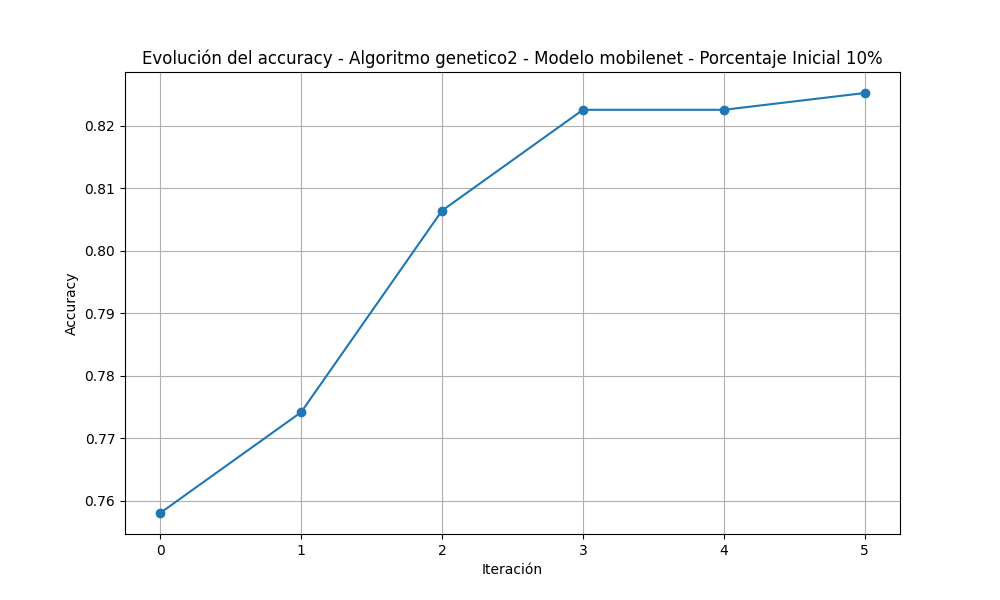 Evolución del accuracy - Algoritmo genetico2 - Modelo mobilenet - Porcentaje Inicial 10%
0.82
0.81
0.80
0.79
0.78
0.77
0.76
Accuracy
0 1 2 3 4 5
Iteración